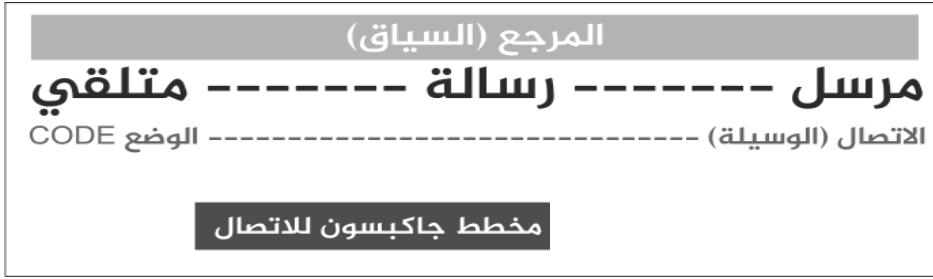 المرجع (السياق)
مرسل ------- رسالة ------- متلقي
الاتصال (الوسيلة) ------------------------------- الوضع CODE
مخطط جاكبسون للاتصال